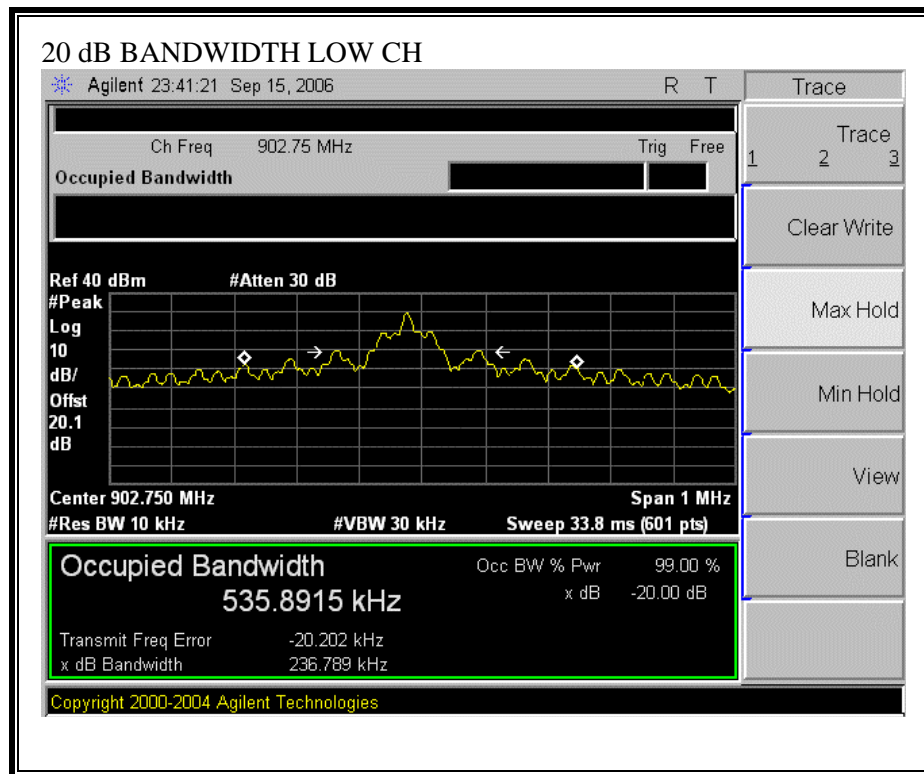 20 dB BANDWIDTH LOW CH
Agilent 23:41:21 Sep 15, 2006 R T
Trace
Ch Freq 902.75 MHz Trig Free
Occupied Bandwidth
Trace
1 2 3
Clear Write
Max Hold
Min Hold
View
Blank
Ref 40 dBm #Atten 30 dB
#Peak
Log
10
dB/
Offst
20.1
dB
Center 902.750 MHz Span 1 MHz
#Res BW 10 kHz #VBW 30 kHz Sweep 33.8 ms (601 pts)
Occupied Bandwidth
535.8915 kHz
Occ BW % Pwr 99.00 %
x dB -20.00 dB
Transmit Freq Error -20.202 kHz
x dB Bandwidth 236.789 kHz
Copyright 2000-2004 Agilent Technologies